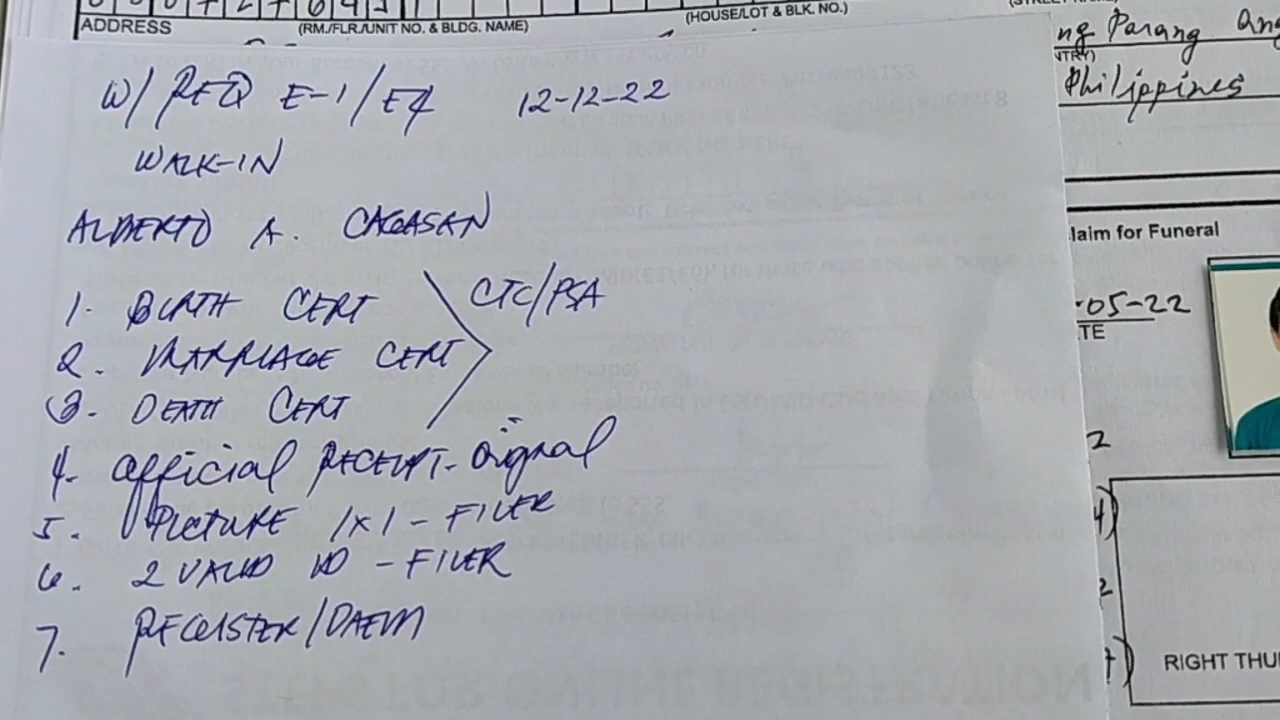 ADDRESS (RM./FLR./UNIT NO. & BLDG. NAME) (HOUSE/LOT & BLK. NO.)
ng Parang
Philippines
W/ REQ E-1/E4 12-12-22
WALK-IN
ALBERTO A. CAGASAN
laim for Funeral
1. BIRTH CERT CTC/PSA
2. MARRIAGE CERT
3. DEATH CERT
-05-22
TE
4. Official RECEIPT - Original
5. PICTURE 1X1 - FILER
6. 2 VALID ID - FILER
7. REGISTER/DAEM
RIGHT THU